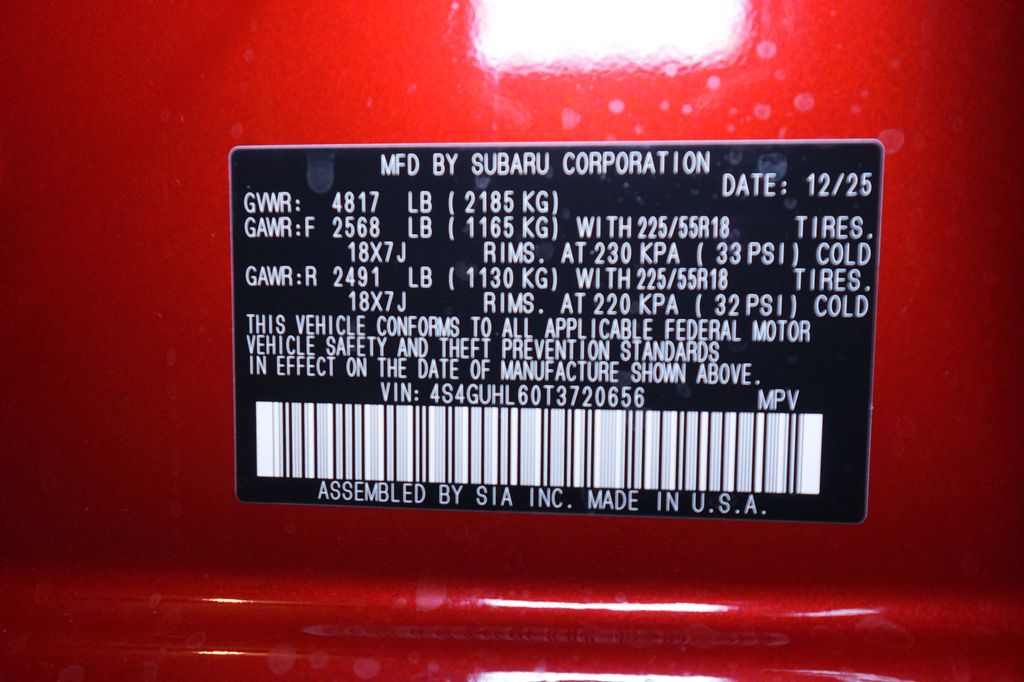 MFD BY SUBARU CORPORATION
DATE: 12/25
GVWR: 4817 LB ( 2185 KG)
GAWR:F 2568 LB ( 1165 KG) WITH 225/55R18 TIRES.
18X7J RIMS. AT 230 KPA ( 33 PSI) COLD
GAWR:R 2491 LB ( 1130 KG) WITH 225/55R18 TIRES.
18X7J RIMS. AT 220 KPA ( 32 PSI) COLD
THIS VEHICLE CONFORMS TO ALL APPLICABLE FEDERAL MOTOR
VEHICLE SAFETY AND THEFT PREVENTION STANDARDS
IN EFFECT ON THE DATE OF MANUFACTURE SHOWN ABOVE.
VIN: 4S4GUHL60T3720656 MPV
ASSEMBLED BY SIA INC. MADE IN U.S.A.